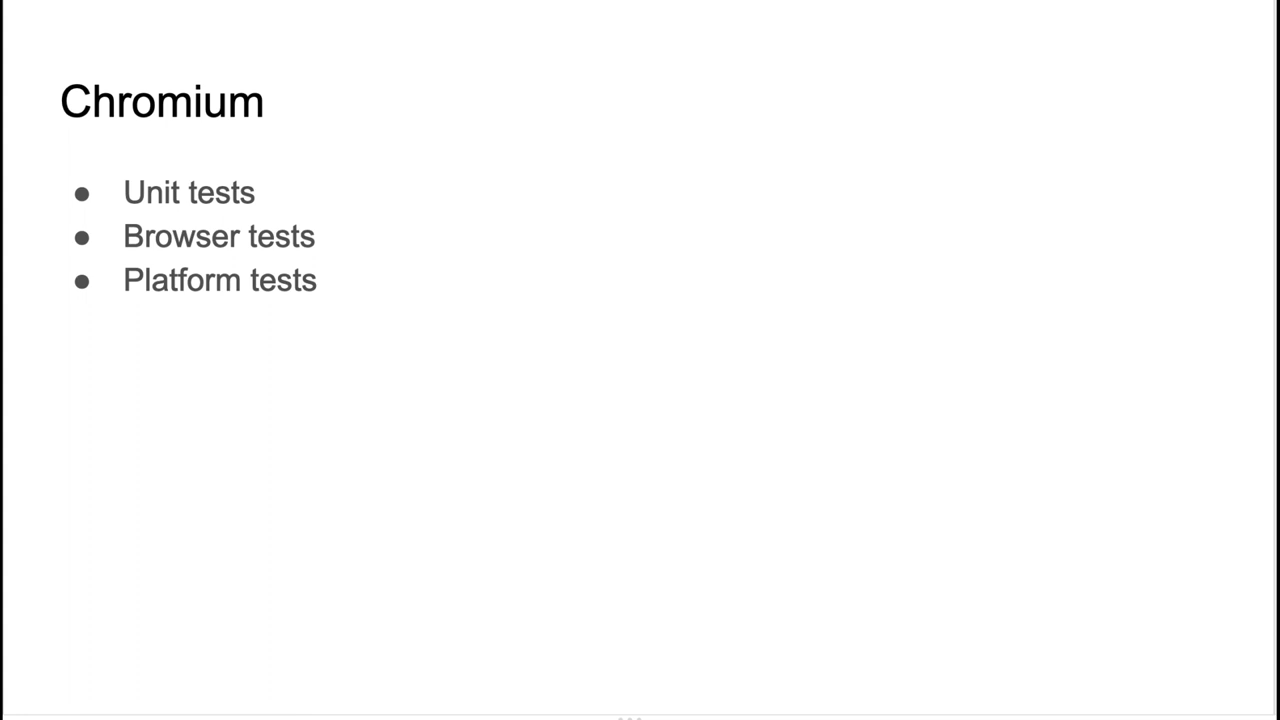 Chromium
● Unit tests
● Browser tests
● Platform tests